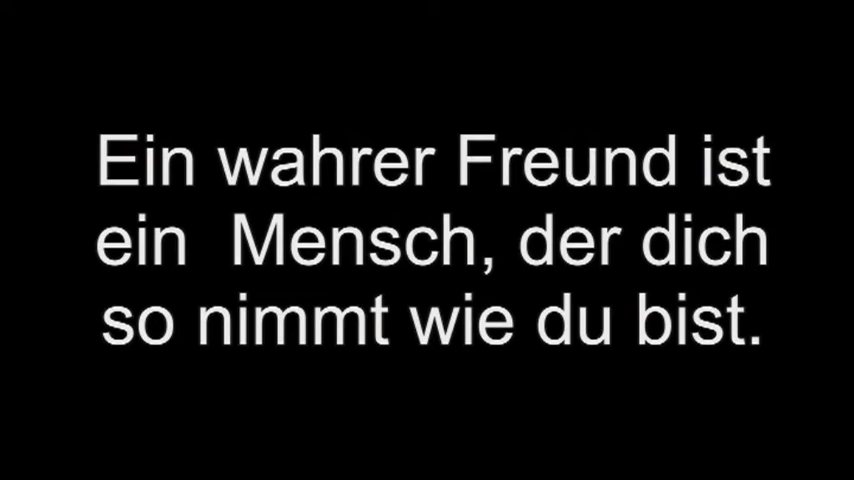 Ein wahrer Freund ist
ein  Mensch, der dich
so nimmt wie du bist.